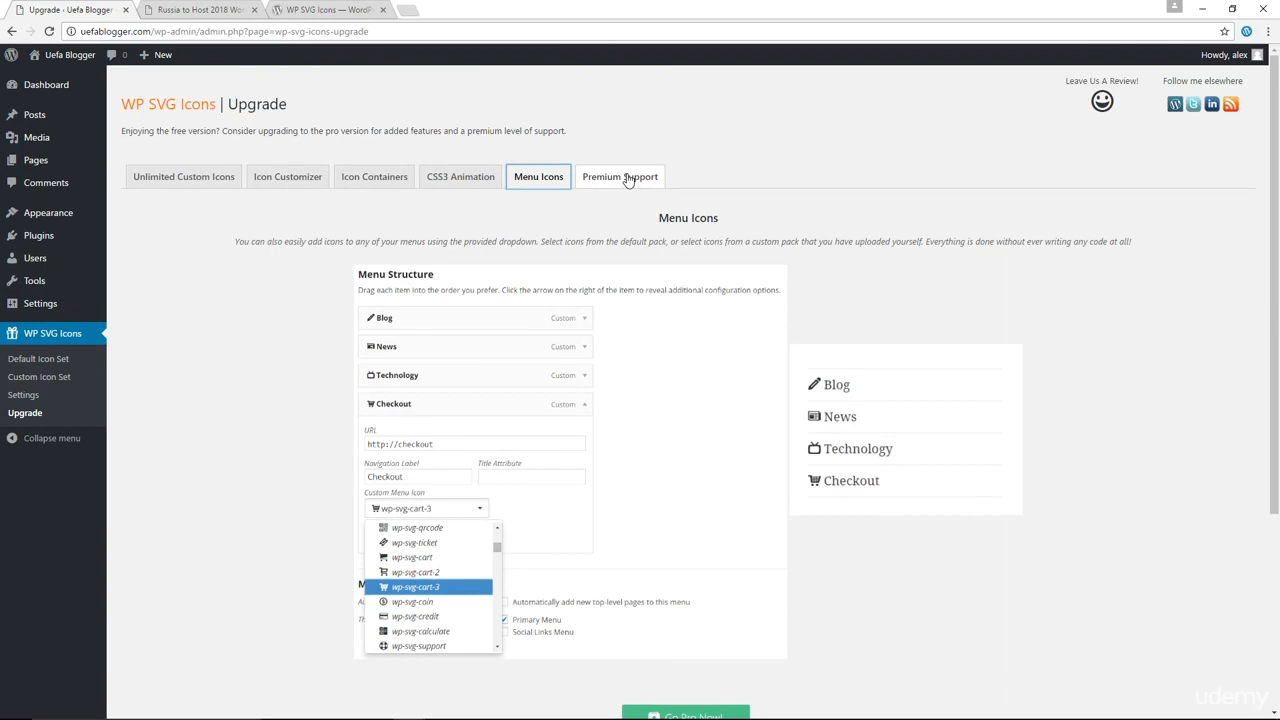 Upgrade ‹ Uefa Blogger — ×
Russia to Host 2018 Wor ×
WP SVG Icons — WordP ×
uefablogger.com/wp-admin/admin.php?page=wp-svg-icons-upgrade
Uefa Blogger
0
+ New
Howdy, alex
Dashboard
Posts
Media
Pages
Comments
Appearance
Plugins
Users
Tools
Settings
WP SVG Icons
Default Icon Set
Custom Icon Set
Settings
Upgrade
Collapse menu
WP SVG Icons | Upgrade
Leave Us A Review!
Follow me elsewhere
Enjoying the free version? Consider upgrading to the pro version for added features and a premium level of support.
Unlimited Custom Icons
Icon Customizer
Icon Containers
CSS3 Animation
Menu Icons
Premium Support
Menu Icons
You can also easily add icons to any of your menus using the provided dropdown. Select icons from the default pack, or select icons from a custom pack that you have uploaded yourself. Everything is done without ever writing any code at all!
Menu Structure
Drag each item into the order you prefer. Click the arrow on the right of the item to reveal additional configuration options.
Blog Custom
News Custom
Technology Custom
Checkout Custom
URL
http://checkout
Navigation Label Title Attribute
Checkout
Custom Menu Icon
wp-svg-cart-3
wp-svg-qrcode
wp-svg-ticket
wp-svg-cart
wp-svg-cart-2
wp-svg-cart-3
wp-svg-coin
wp-svg-credit
wp-svg-calculate
wp-svg-support
Automatically add new top-level pages to this menu
Primary Menu
Social Links Menu
Blog
News
Technology
Checkout
Go Pro Now!
udemy